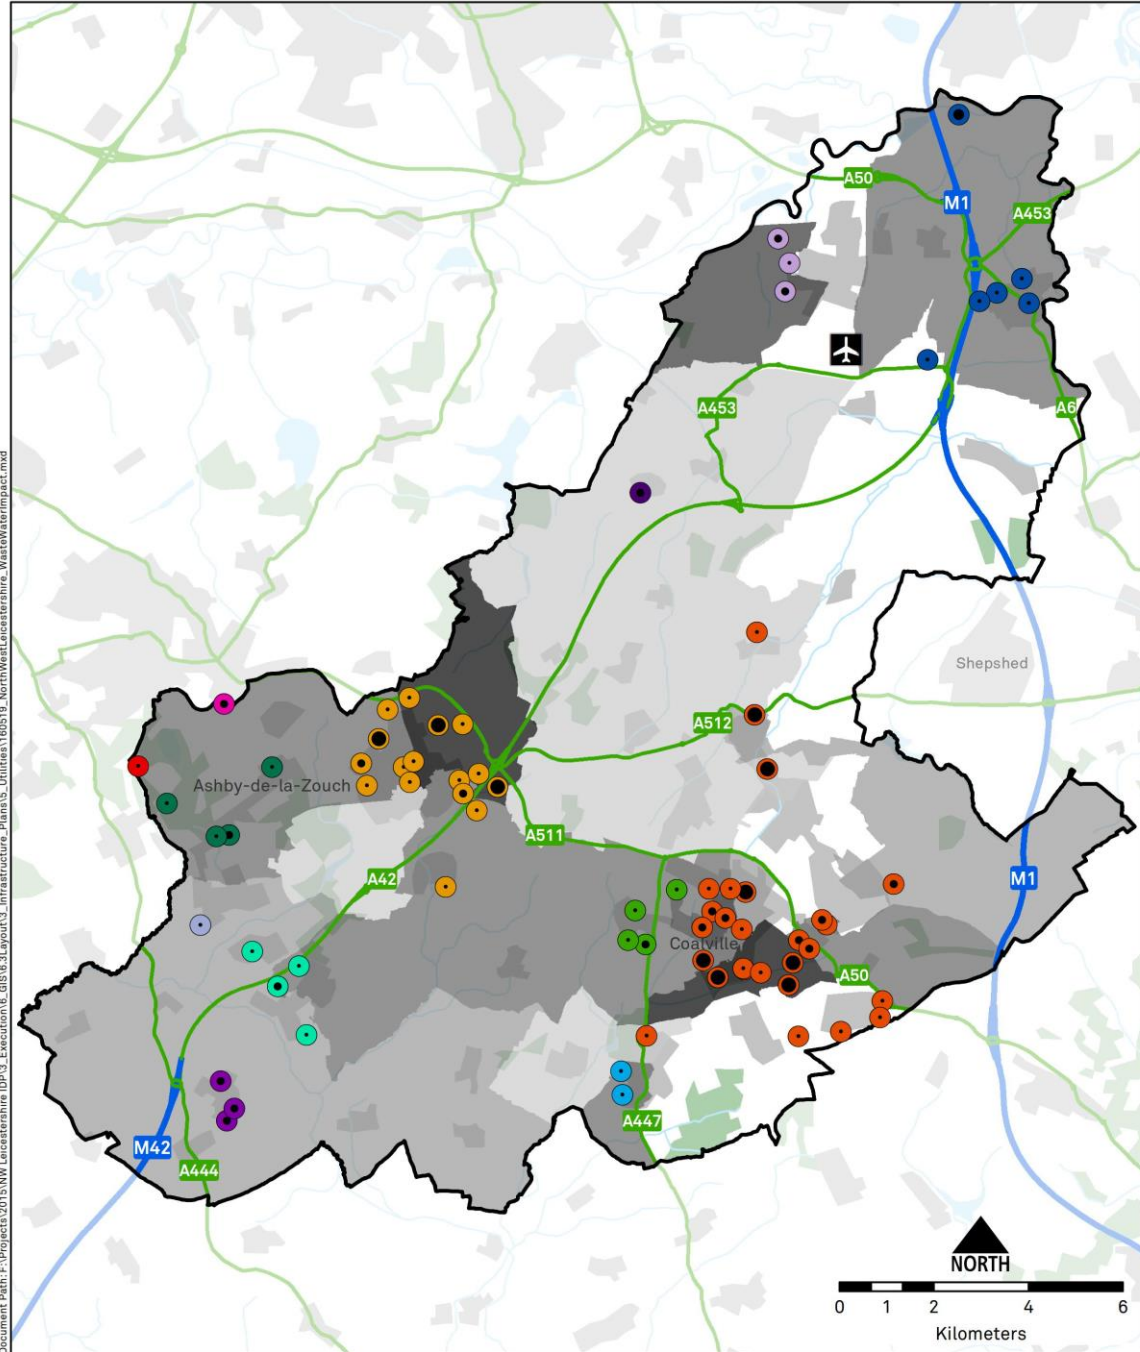 A50
M1
A453
A453
A6
Shepshed
A512
Ashby-de-la-Zouch
A511
A42
M1
Coalville
A50
A447
M42
A444
NORTH
0 1 2 4 6
Kilometers
Document Path: F:\Projects\2015\NW Leicestershire IDP\3_Execution\6_GIS\6.3Layout\3_Infrastructure_Plans\5_Utilities\160519_NorthWestLeicestershire_WasteWaterImpact.mxd